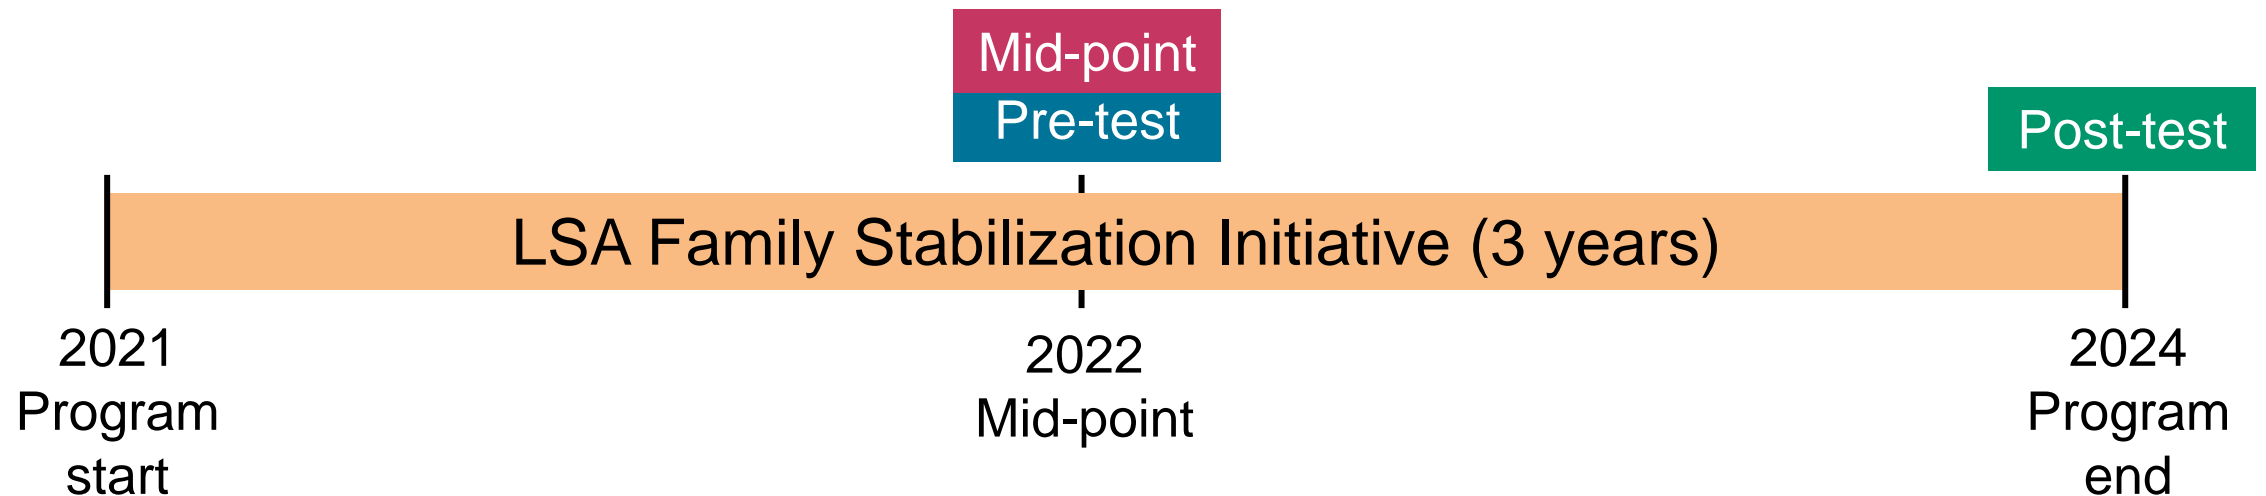 Mid-point
Pre-test
Post-test
LSA Family Stabilization Initiative (3 years)
2021
Program
start
2022
Mid-point
2024
Program
end